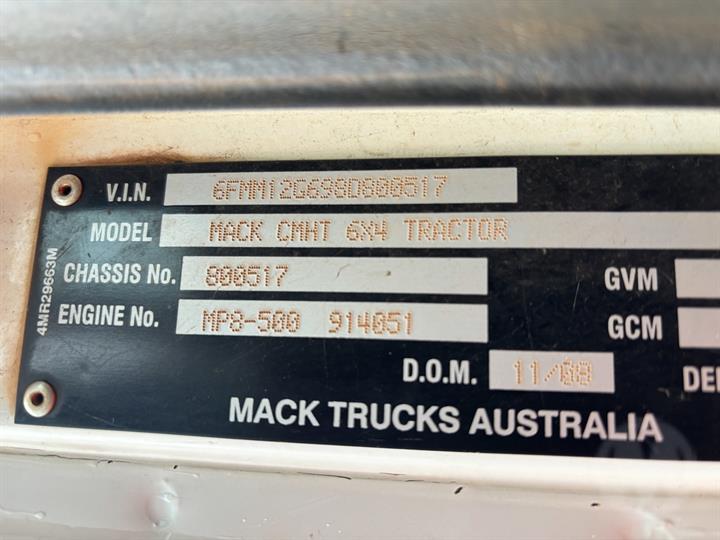 V.I.N. 6FMM12G698D800517
MODEL MACK CMHT 6X4 TRACTOR
CHASSIS No. 800517 GVM
ENGINE No. MP8-500 914051 GCM
D.O.M. 11/08
MACK TRUCKS AUSTRALIA
4MR29663M